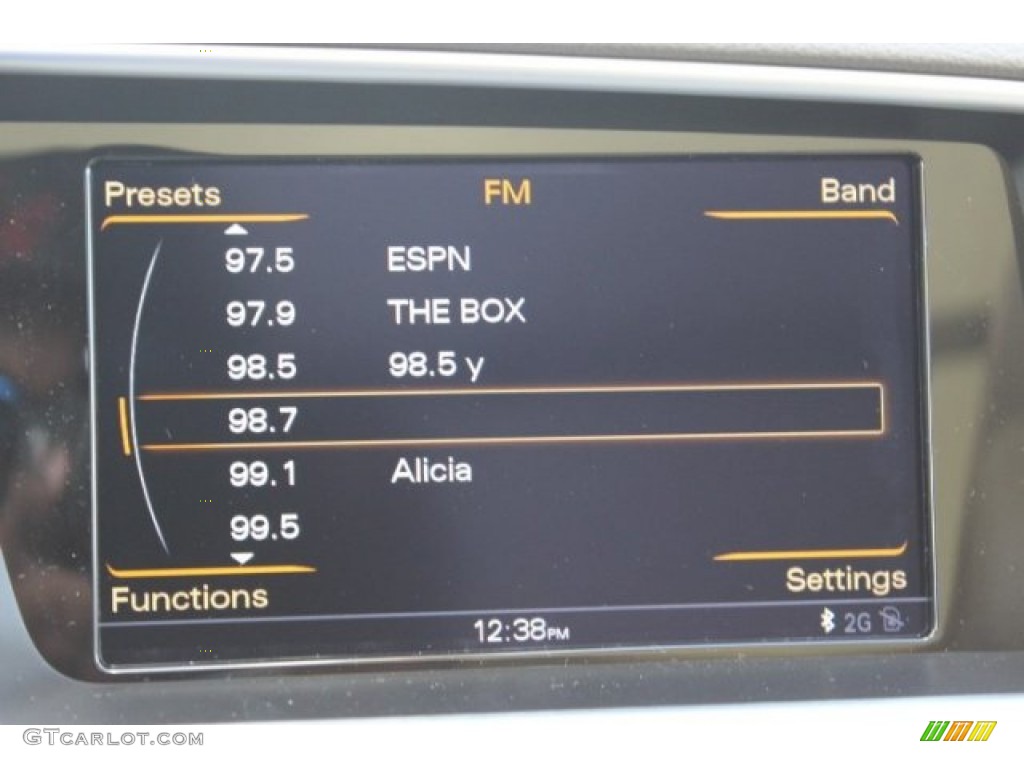 Presets FM Band
97.5 ESPN
97.9 THE BOX
98.5 98.5 y
98.7
99.1 Alicia
99.5
Functions Settings
12:38PM 2G
GTCARLOT.COM